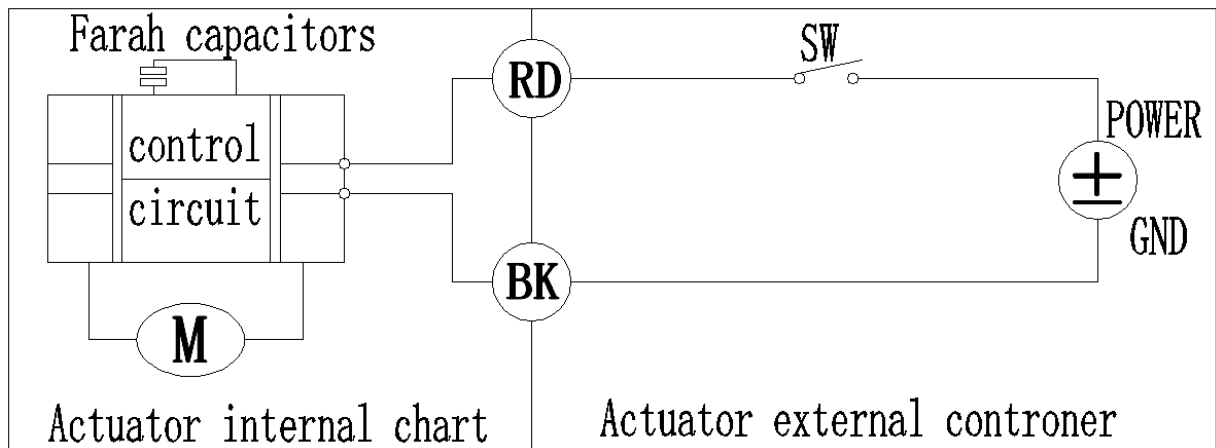 Farah capacitors
control
circuit
M
Actuator internal chart
RD
BK
SW
POWER
GND
Actuator external controner